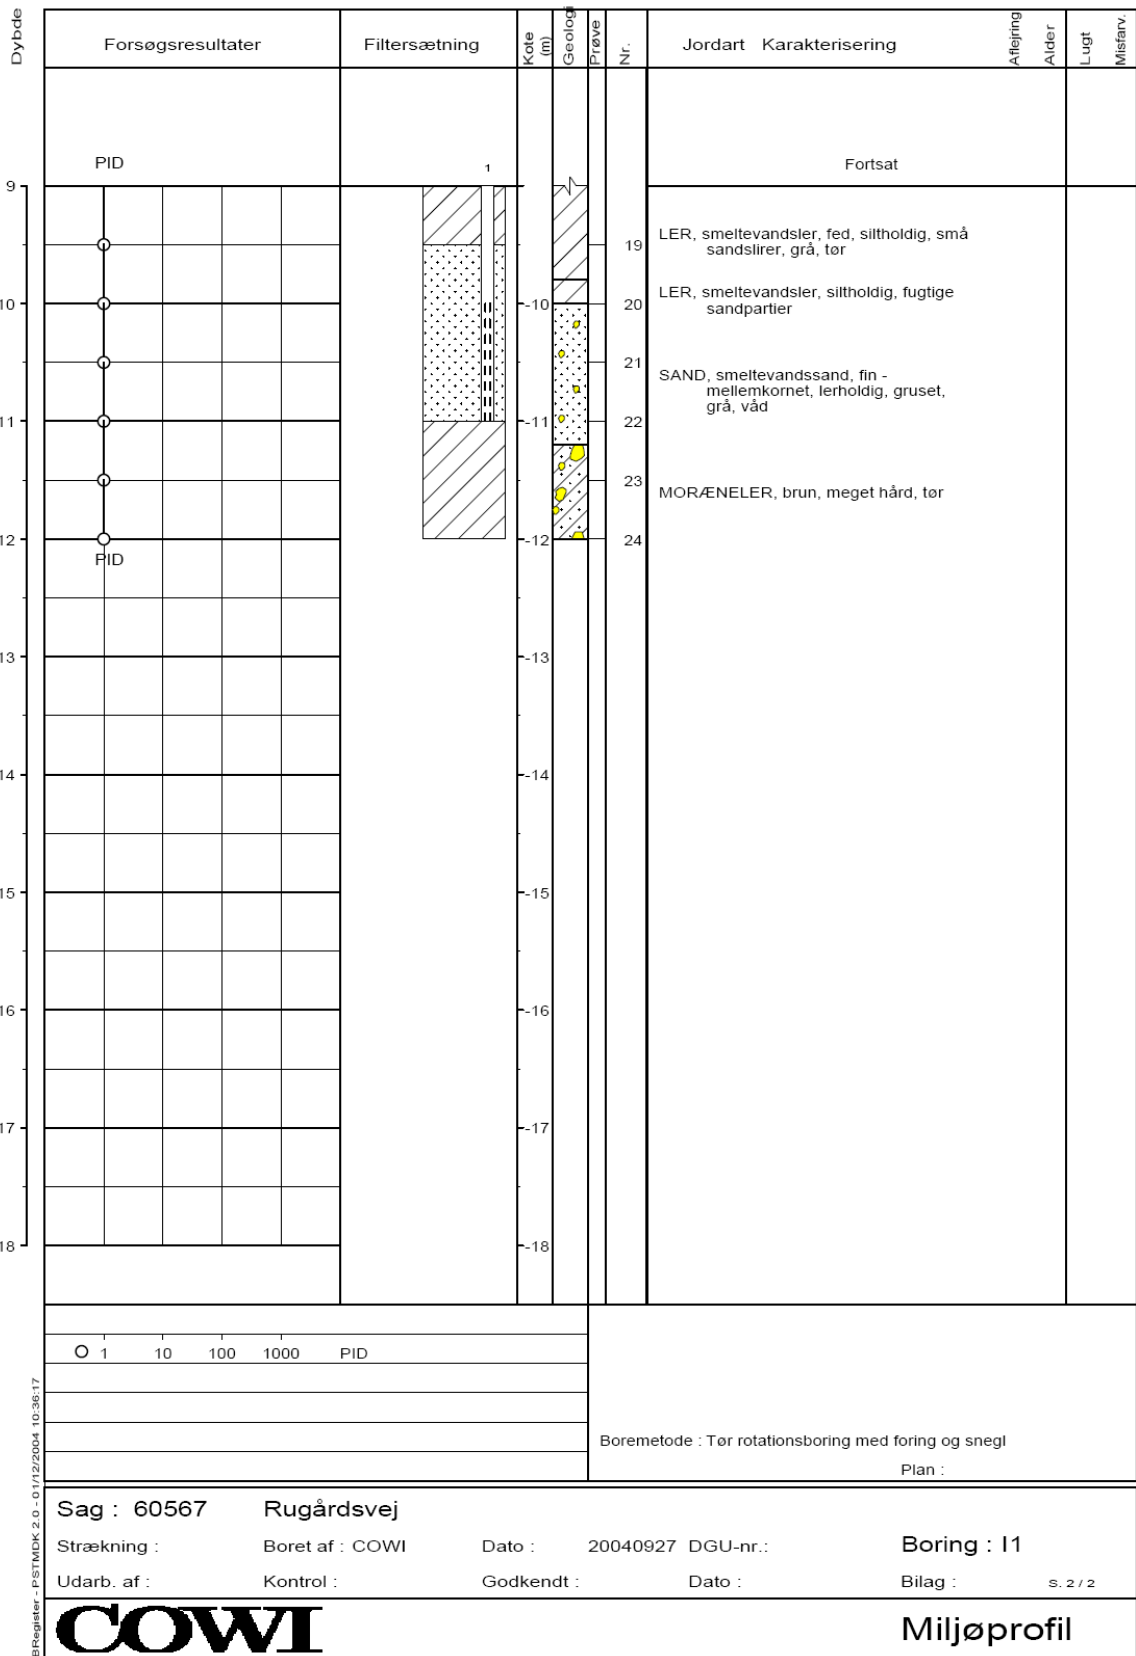 Dybde
Forsøgsresultater
Filtersætning
Kote
(m)
Geologi
Prøve
Nr.
Jordart Karakterisering
Aflejring
Alder
Lugt
Misfarv.
PID
1
Fortsat
9
19
LER, smeltevandsler, fed, siltholdig, små
sandslirer, grå, tør
10
-10
20
LER, smeltevandsler, siltholdig, fugtige
sandpartier
21
SAND, smeltevandssand, fin -
mellemkornet, lerholdig, gruset,
grå, våd
11
-11
22
23
MORÆNELER, brun, meget hård, tør
12
-12
24
PID
13
-13
14
-14
15
-15
16
-16
17
-17
18
-18
1 10 100 1000 PID
Boremetode : Tør rotationsboring med foring og snegl
Plan :
BRegister - PSTMDK 2.0 - 01/12/2004 10:36:17
Sag : 60567 Rugårdsvej
Strækning : Boret af : COWI Dato : 20040927 DGU-nr.: Boring : I1
Udarb. af : Kontrol : Godkendt : Dato : Bilag : S. 2 / 2
COWI Miljøprofil